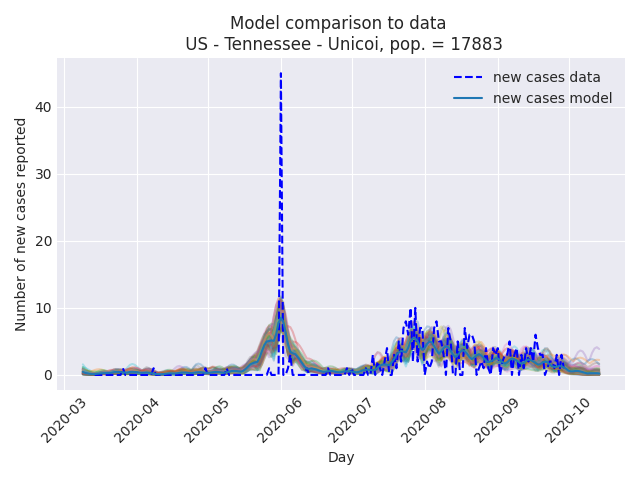 Model comparison to data
US - Tennessee - Unicoi, pop. = 17883
new cases data
new cases model
Number of new cases reported
40
30
20
10
0
2020-03
2020-04
2020-05
2020-06
2020-07
2020-08
2020-09
2020-10
Day